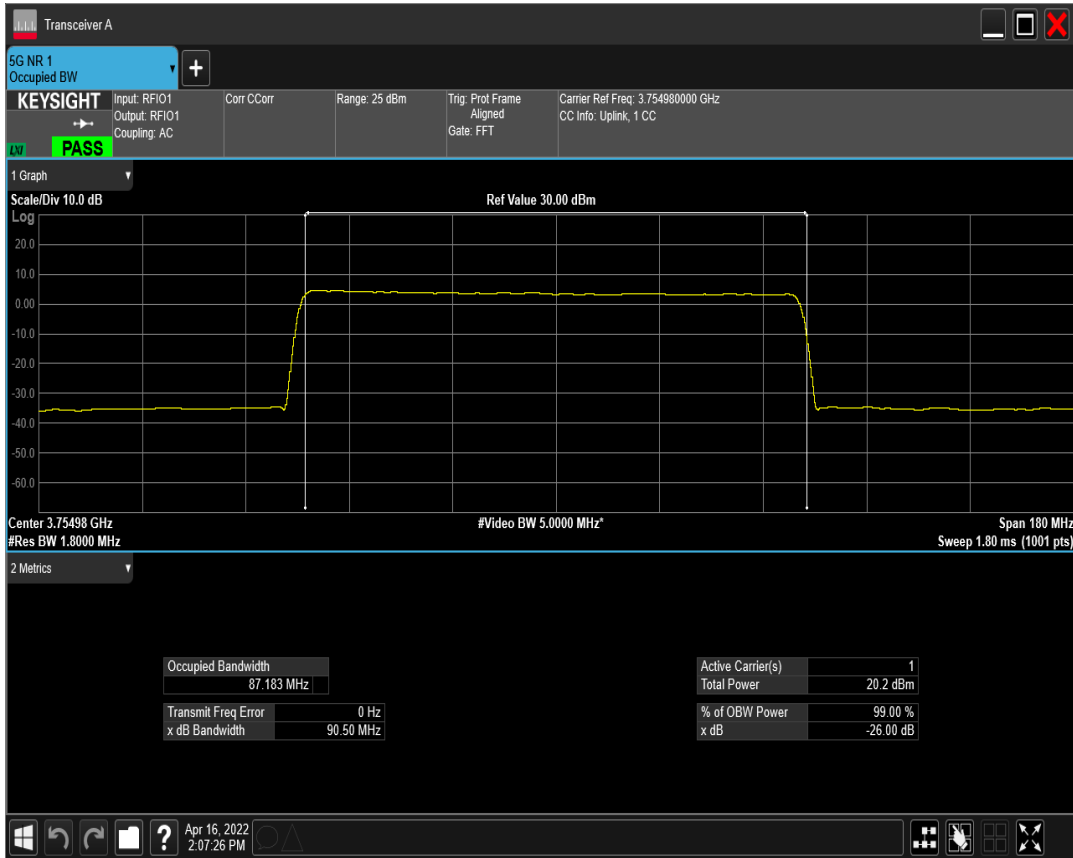 Transceiver A
5G NR 1
Occupied BW
KEYSIGHT
LXI
PASS
Input: RFIO1
Output: RFIO1
Coupling: AC
Corr CCorr
Range: 25 dBm
Trig: Prot Frame
Aligned
Gate: FFT
Carrier Ref Freq: 3.754980000 GHz
CC Info: Uplink, 1 CC
1 Graph
Scale/Div 10.0 dB
Ref Value 30.00 dBm
Log
20.0
10.0
0.00
-10.0
-20.0
-30.0
-40.0
-50.0
-60.0
Center 3.75498 GHz
#Video BW 5.0000 MHz*
Span 180 MHz
#Res BW 1.8000 MHz
Sweep 1.80 ms (1001 pts)
2 Metrics
Occupied Bandwidth
87.183 MHz
Transmit Freq Error 0 Hz
x dB Bandwidth 90.50 MHz
Active Carrier(s) 1
Total Power 20.2 dBm
% of OBW Power 99.00 %
x dB -26.00 dB
?
Apr 16, 2022
2:07:26 PM